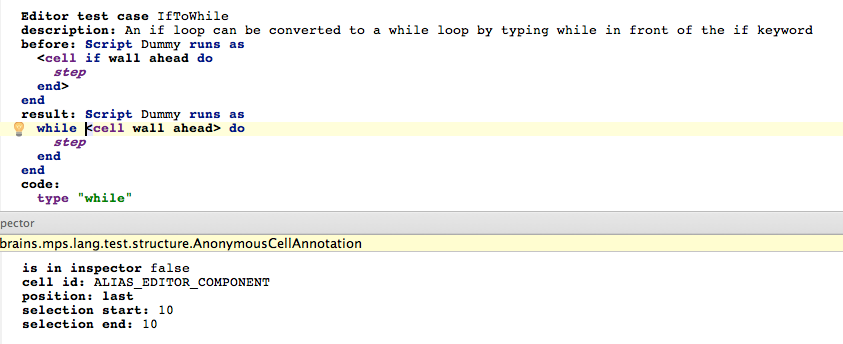 Editor test case IfToWhile
description: An if loop can be converted to a while loop by typing while in front of the if keyword
before: Script Dummy runs as
<cell if wall ahead do
step
end>
end
result: Script Dummy runs as
while <cell wall ahead> do
step
end
end
code:
type "while"
pector
brains.mps.lang.test.structure.AnonymousCellAnnotation
is in inspector false
cell id: ALIAS_EDITOR_COMPONENT
position: last
selection start: 10
selection end: 10